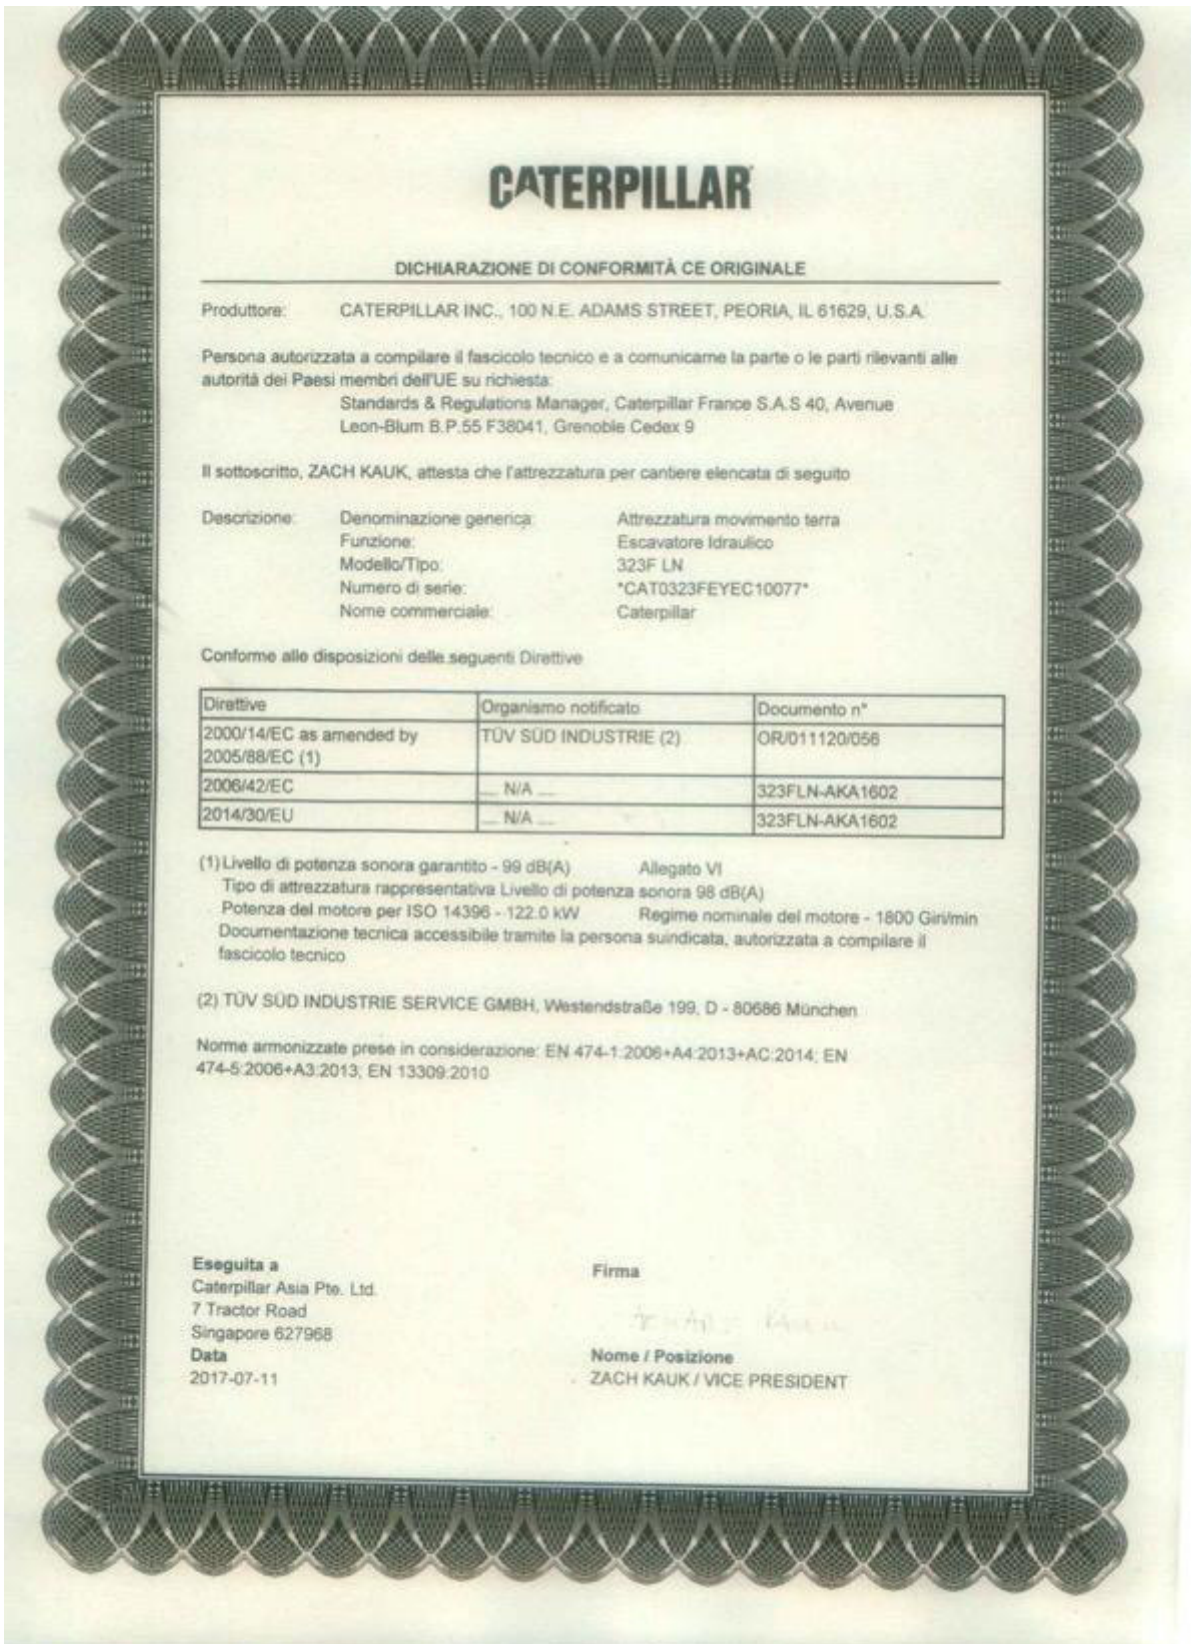 CATERPILLAR
DICHIARAZIONE DI CONFORMITÀ CE ORIGINALE
Produttore: CATERPILLAR INC., 100 N.E. ADAMS STREET, PEORIA, IL 61629, U.S.A.
Persona autorizzata a compilare il fascicolo tecnico e a comunicarne la parte o le parti rilevanti alle
autorità dei Paesi membri dell'UE su richiesta:
Standards & Regulations Manager, Caterpillar France S.A.S 40, Avenue
Leon-Blum B.P.55 F38041, Grenoble Cedex 9
Il sottoscritto, ZACH KAUK, attesta che l'attrezzatura per cantiere elencata di seguito
Descrizione: Denominazione generica: Attrezzatura movimento terra
Funzione: Escavatore Idraulico
Modello/Tipo: 323F LN
Numero di serie: *CAT0323FEYEC10077*
Nome commerciale: Caterpillar
Conforme alle disposizioni delle seguenti Direttive
Direttive Organismo notificato Documento n°
2000/14/EC as amended by TÜV SÜD INDUSTRIE (2) OR/011120/056
2005/88/EC (1)
2006/42/EC __ N/A __ 323FLN-AKA1602
2014/30/EU __ N/A __ 323FLN-AKA1602
(1) Livello di potenza sonora garantito - 99 dB(A) Allegato VI
Tipo di attrezzatura rappresentativa Livello di potenza sonora 98 dB(A)
Potenza del motore per ISO 14396 - 122.0 kW Regime nominale del motore - 1800 Giri/min
Documentazione tecnica accessibile tramite la persona suindicata, autorizzata a compilare il
fascicolo tecnico
(2) TÜV SÜD INDUSTRIE SERVICE GMBH, Westendstraße 199, D - 80686 München
Norme armonizzate prese in considerazione: EN 474-1:2006+A4:2013+AC:2014; EN
474-5:2006+A3:2013; EN 13309:2010
Eseguita a
Caterpillar Asia Pte. Ltd.
7 Tractor Road
Singapore 627968
Data
2017-07-11
Firma
Nome / Posizione
ZACH KAUK / VICE PRESIDENT